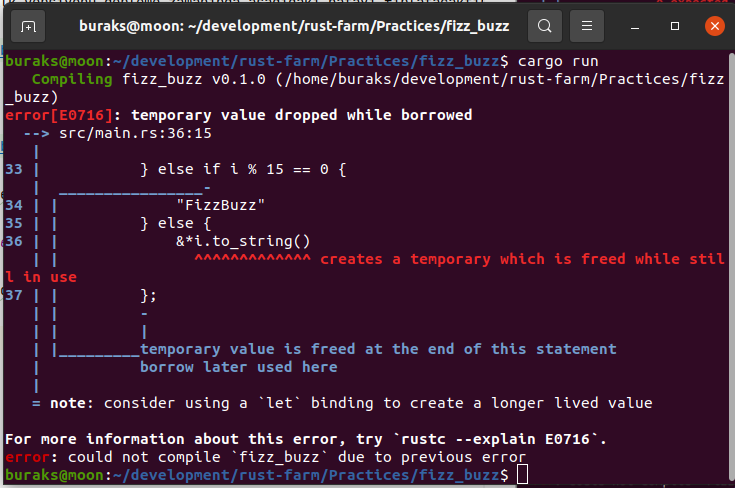 buraks@moon: ~/development/rust-farm/Practices/fizz_buzz
buraks@moon:~/development/rust-farm/Practices/fizz_buzz$ cargo run
   Compiling fizz_buzz v0.1.0 (/home/buraks/development/rust-farm/Practices/fizz
_buzz)
error[E0716]: temporary value dropped while borrowed
  --> src/main.rs:36:15
   |
33 |           } else if i % 15 == 0 {
   |  ________________-
34 | |             "FizzBuzz"
35 | |         } else {
36 | |             &*i.to_string()
   | |               ^^^^^^^^^^^^^ creates a temporary which is freed while stil
l in use
37 | |         };
   | |         -
   | |         |
   | |_________temporary value is freed at the end of this statement
   |           borrow later used here
   |
   = note: consider using a `let` binding to create a longer lived value
For more information about this error, try `rustc --explain E0716`.
error: could not compile `fizz_buzz` due to previous error
buraks@moon:~/development/rust-farm/Practices/fizz_buzz$